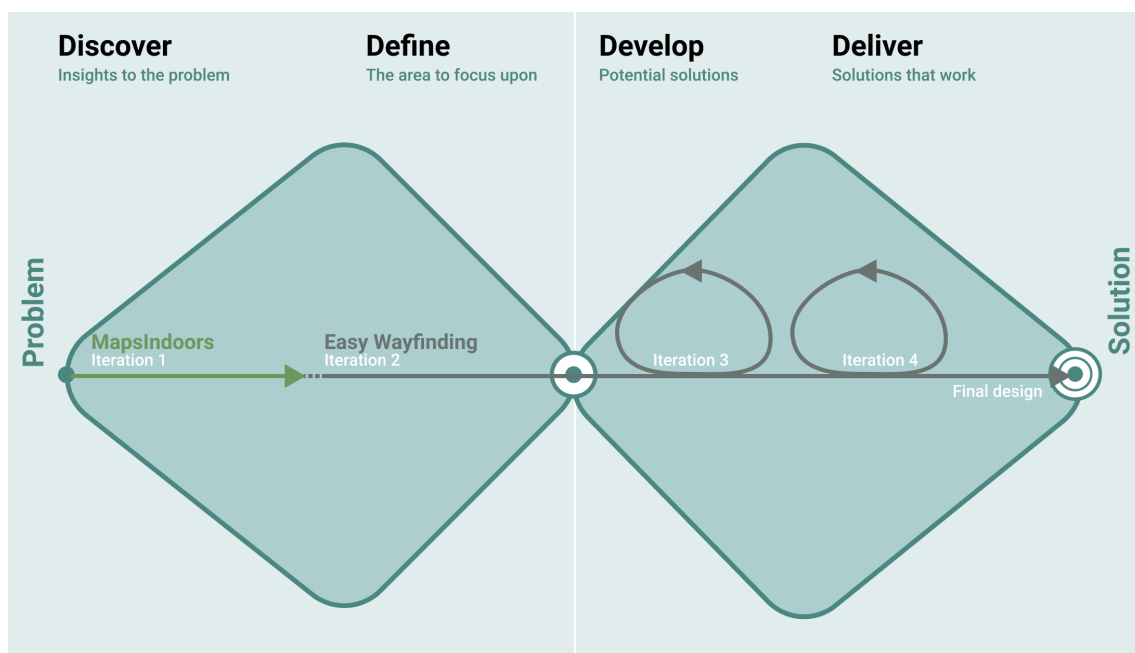 Discover
Insights to the problem
Define
The area to focus upon
Develop
Potential solutions
Deliver
Solutions that work
Problem
MapsIndoors
Iteration 1
Easy Wayfinding
Iteration 2
Iteration 3
Iteration 4
Final design
Solution